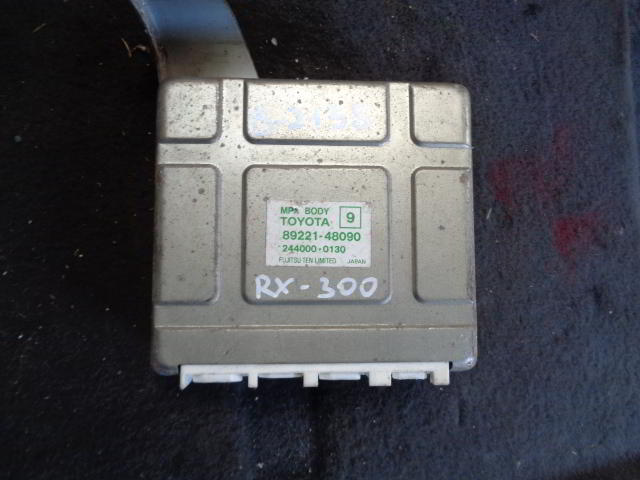 MPX BODY
TOYOTA 9
89221-48090
244000-0130
FUJITSU TEN LIMITED JAPAN
RX-300